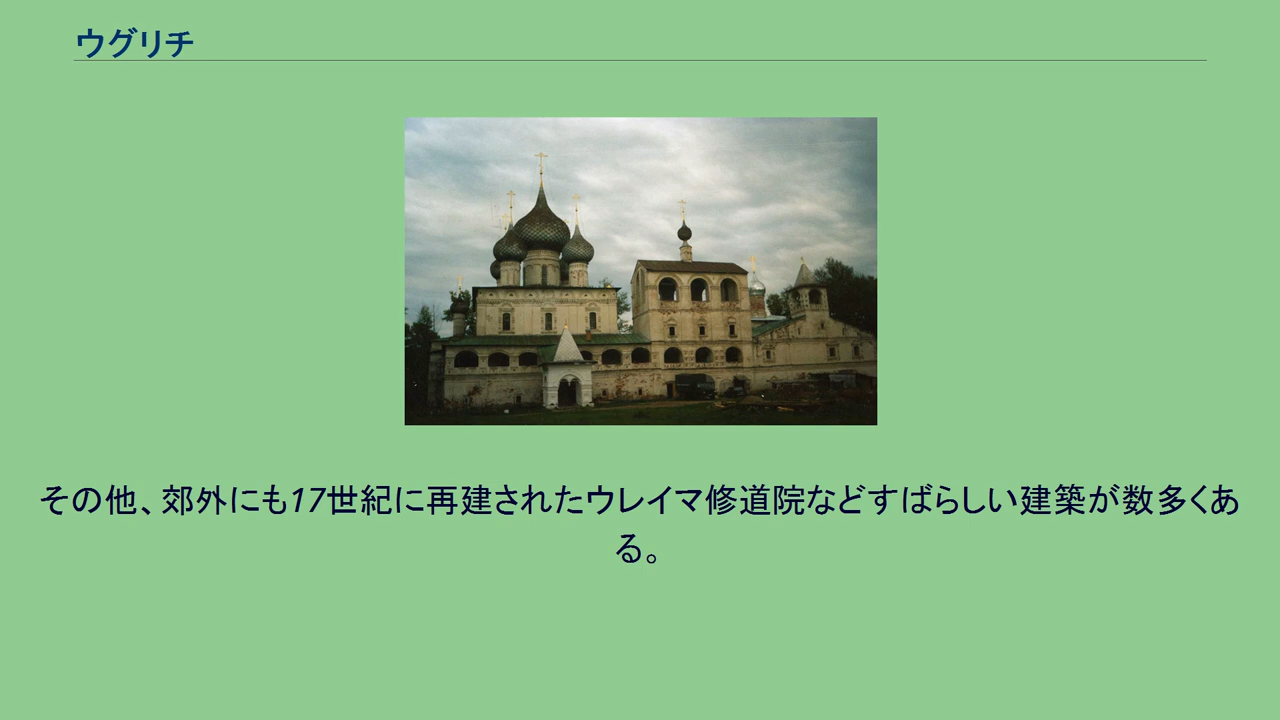 ウグリチ
その他、郊外にも17世紀に再建されたウレイマ修道院などすばらしい建築が数多くあ
る。